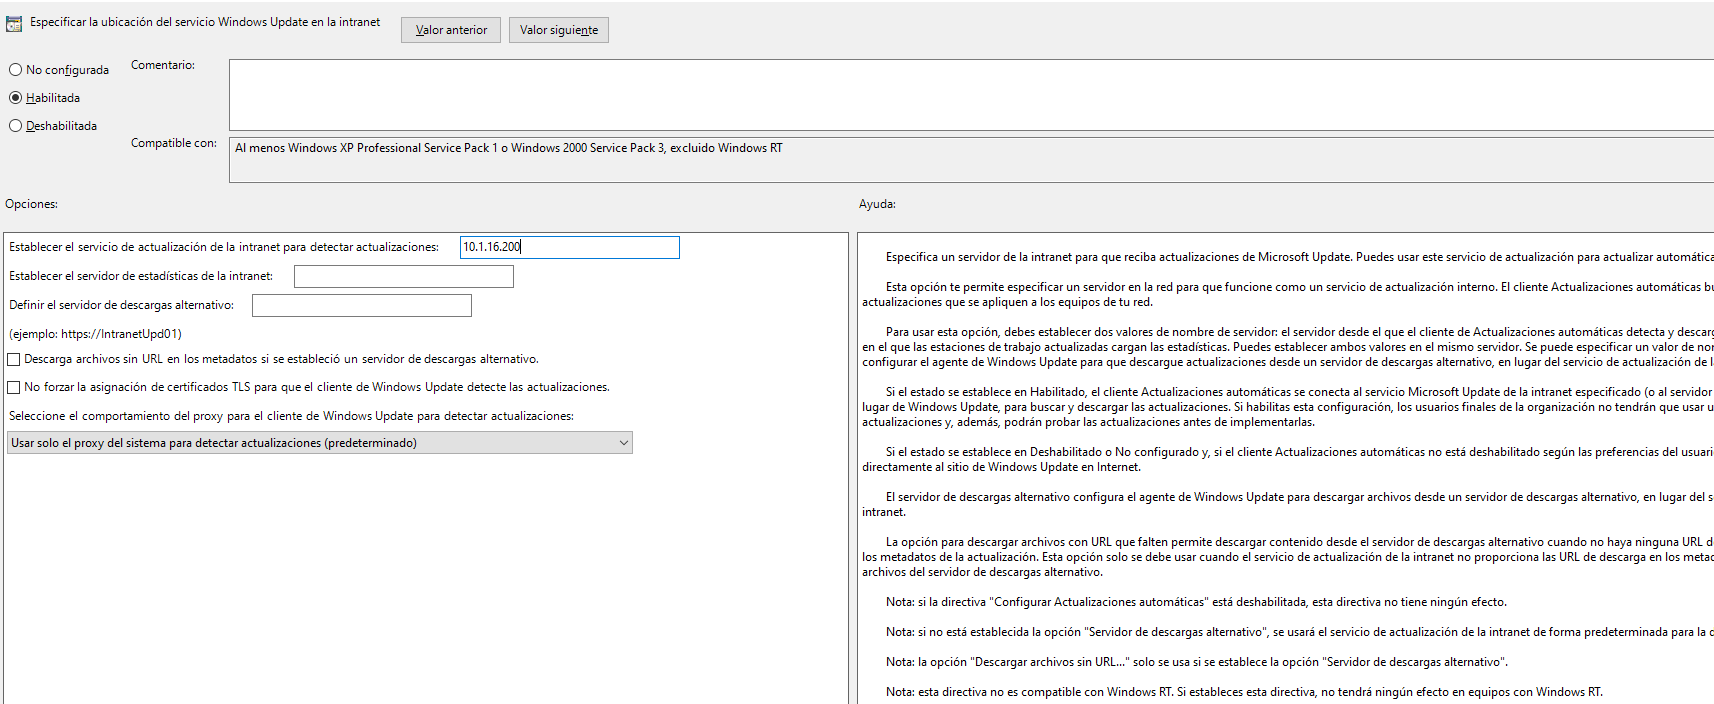 Especificar la ubicación del servicio Windows Update en la intranet
Valor anterior
Valor siguiente
No configurada
Habilitada
Deshabilitada
Comentario:
Compatible con:
Al menos Windows XP Professional Service Pack 1 o Windows 2000 Service Pack 3, excluido Windows RT
Opciones:
Ayuda:
Establecer el servicio de actualización de la intranet para detectar actualizaciones:
10.1.16.200
Establecer el servidor de estadísticas de la intranet:
Definir el servidor de descargas alternativo:
(ejemplo: https://IntranetUpd01)
Descarga archivos sin URL en los metadatos si se estableció un servidor de descargas alternativo.
No forzar la asignación de certificados TLS para que el cliente de Windows Update detecte las actualizaciones.
Seleccione el comportamiento del proxy para el cliente de Windows Update para detectar actualizaciones:
Usar solo el proxy del sistema para detectar actualizaciones (predeterminado)
Especifica un servidor de la intranet para que reciba actualizaciones de Microsoft Update. Puedes usar este servicio de actualización para actualizar
Esta opción te permite especificar un servidor en la red para que funcione como un servicio de actualización interno. El cliente Actualizaciones automáticas
actualizaciones que se apliquen a los equipos de tu red.
Para usar esta opción, debes establecer dos valores de nombre de servidor: el servidor desde el que el cliente de Actualizaciones automáticas detecta y
en el que las estaciones de trabajo actualizadas cargan las estadísticas. Puedes establecer ambos valores en el mismo servidor. Se puede especificar un valor de
configurar el agente de Windows Update para que descargue actualizaciones desde un servidor de descargas alternativo, en lugar del servicio de actualización de
Si el estado se establece en Habilitado, el cliente Actualizaciones automáticas se conecta al servicio Microsoft Update de la intranet especificado (o al servidor
lugar de Windows Update, para buscar y descargar las actualizaciones. Si habilitas esta configuración, los usuarios finales de la organización no tendrán que usar
actualizaciones y, además, podrán probar las actualizaciones antes de implementarlas.
Si el estado se establece en Deshabilitado o No configurado y, si el cliente Actualizaciones automáticas no está deshabilitado según las preferencias del
directamente al sitio de Windows Update en Internet.
El servidor de descargas alternativo configura el agente de Windows Update para descargar archivos desde un servidor de descargas alternativo, en lugar del
intranet.
La opción para descargar archivos con URL que falten permite descargar contenido desde el servidor de descargas alternativo cuando no haya ninguna URL
los metadatos de la actualización. Esta opción solo se debe usar cuando el servicio de actualización de la intranet no proporciona las URL de descarga en los
archivos del servidor de descargas alternativo.
Nota: si la directiva "Configurar Actualizaciones automáticas" está deshabilitada, esta directiva no tiene ningún efecto.
Nota: si no está establecida la opción "Servidor de descargas alternativo", se usará el servicio de actualización de la intranet de forma predeterminada para la
Nota: la opción "Descargar archivos sin URL..." solo se usa si se establece la opción "Servidor de descargas alternativo".
Nota: esta directiva no es compatible con Windows RT. Si estableces esta directiva, no tendrá ningún efecto en equipos con Windows RT.